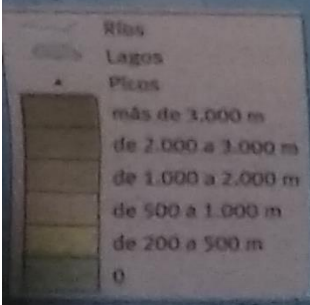 Ríos
Lagos
Picos
más de 3.000 m
de 2.000 a 3.000 m
de 1.000 a 2.000 m
de 500 a 1.000 m
de 200 a 500 m
0